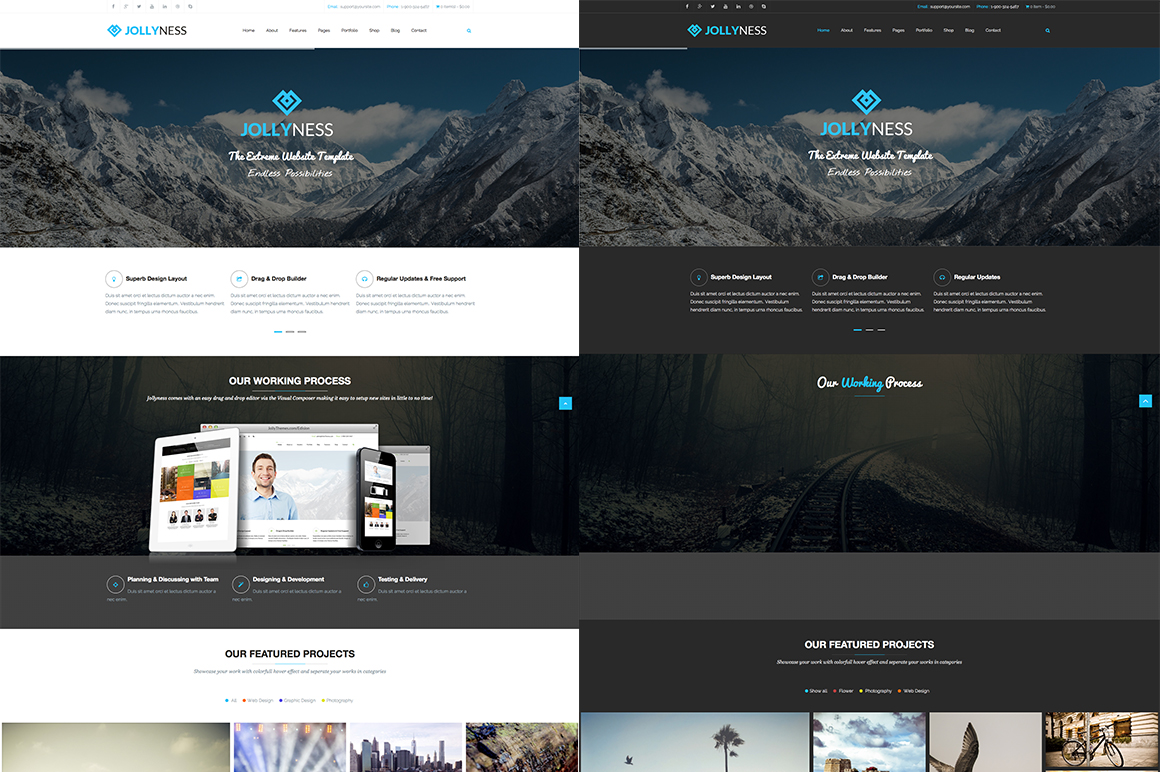 Email: support@yoursite.com Phone: 1-900-324-5467 0 item(s) - $0.00
JOLLYNESS
Home About Features Pages Portfolio Shop Blog Contact
JOLLYNESS
The Extreme Website Template
Endless Possibilities
Superb Design Layout
Duis sit amet orci et lectus dictum auctor a nec enim.
Donec suscipit fringilla elementum. Vestibulum hendrerit
diam nunc, in tempus urna rhoncus faucibus.
Drag & Drop Builder
Duis sit amet orci et lectus dictum auctor a nec enim.
Donec suscipit fringilla elementum. Vestibulum hendrerit
diam nunc, in tempus urna rhoncus faucibus.
Regular Updates & Free Support
Duis sit amet orci et lectus dictum auctor a nec enim.
Donec suscipit fringilla elementum. Vestibulum hendrerit
diam nunc, in tempus urna rhoncus faucibus.
OUR WORKING PROCESS
Jollyness comes with an easy drag and drop editor via the Visual Composer making it easy to setup new sites in little to no time!
Planning & Discussing with Team
Duis sit amet orci et lectus dictum auctor a
nec enim.
Designing & Development
Duis sit amet orci et lectus dictum auctor a
nec enim.
Testing & Delivery
Duis sit amet orci et lectus dictum auctor a
nec enim.
OUR FEATURED PROJECTS
Showcase your work with colorfull hover effect and seperate your works in categories
All Web Design Graphic Design Photography
Email: support@yoursite.com Phone: 1-900-324-5467 0 item - $0.00
JOLLYNESS
Home About Features Pages Portfolio Shop Blog Contact
JOLLYNESS
The Extreme Website Template
Endless Possibilities
Superb Design Layout
Duis sit amet orci et lectus dictum auctor a nec enim.
Donec suscipit fringilla elementum. Vestibulum
hendrerit diam nunc, in tempus urna rhoncus faucibus.
Drag & Drop Builder
Duis sit amet orci et lectus dictum auctor a nec enim.
Donec suscipit fringilla elementum. Vestibulum
hendrerit diam nunc, in tempus urna rhoncus faucibus.
Regular Updates
Duis sit amet orci et lectus dictum auctor a nec enim.
Donec suscipit fringilla elementum. Vestibulum
hendrerit diam nunc, in tempus urna rhoncus faucibus.
Our Working Process
OUR FEATURED PROJECTS
Showcase your work with colorfull hover effect and seperate your works in categories
Show all Flower Photography Web Design